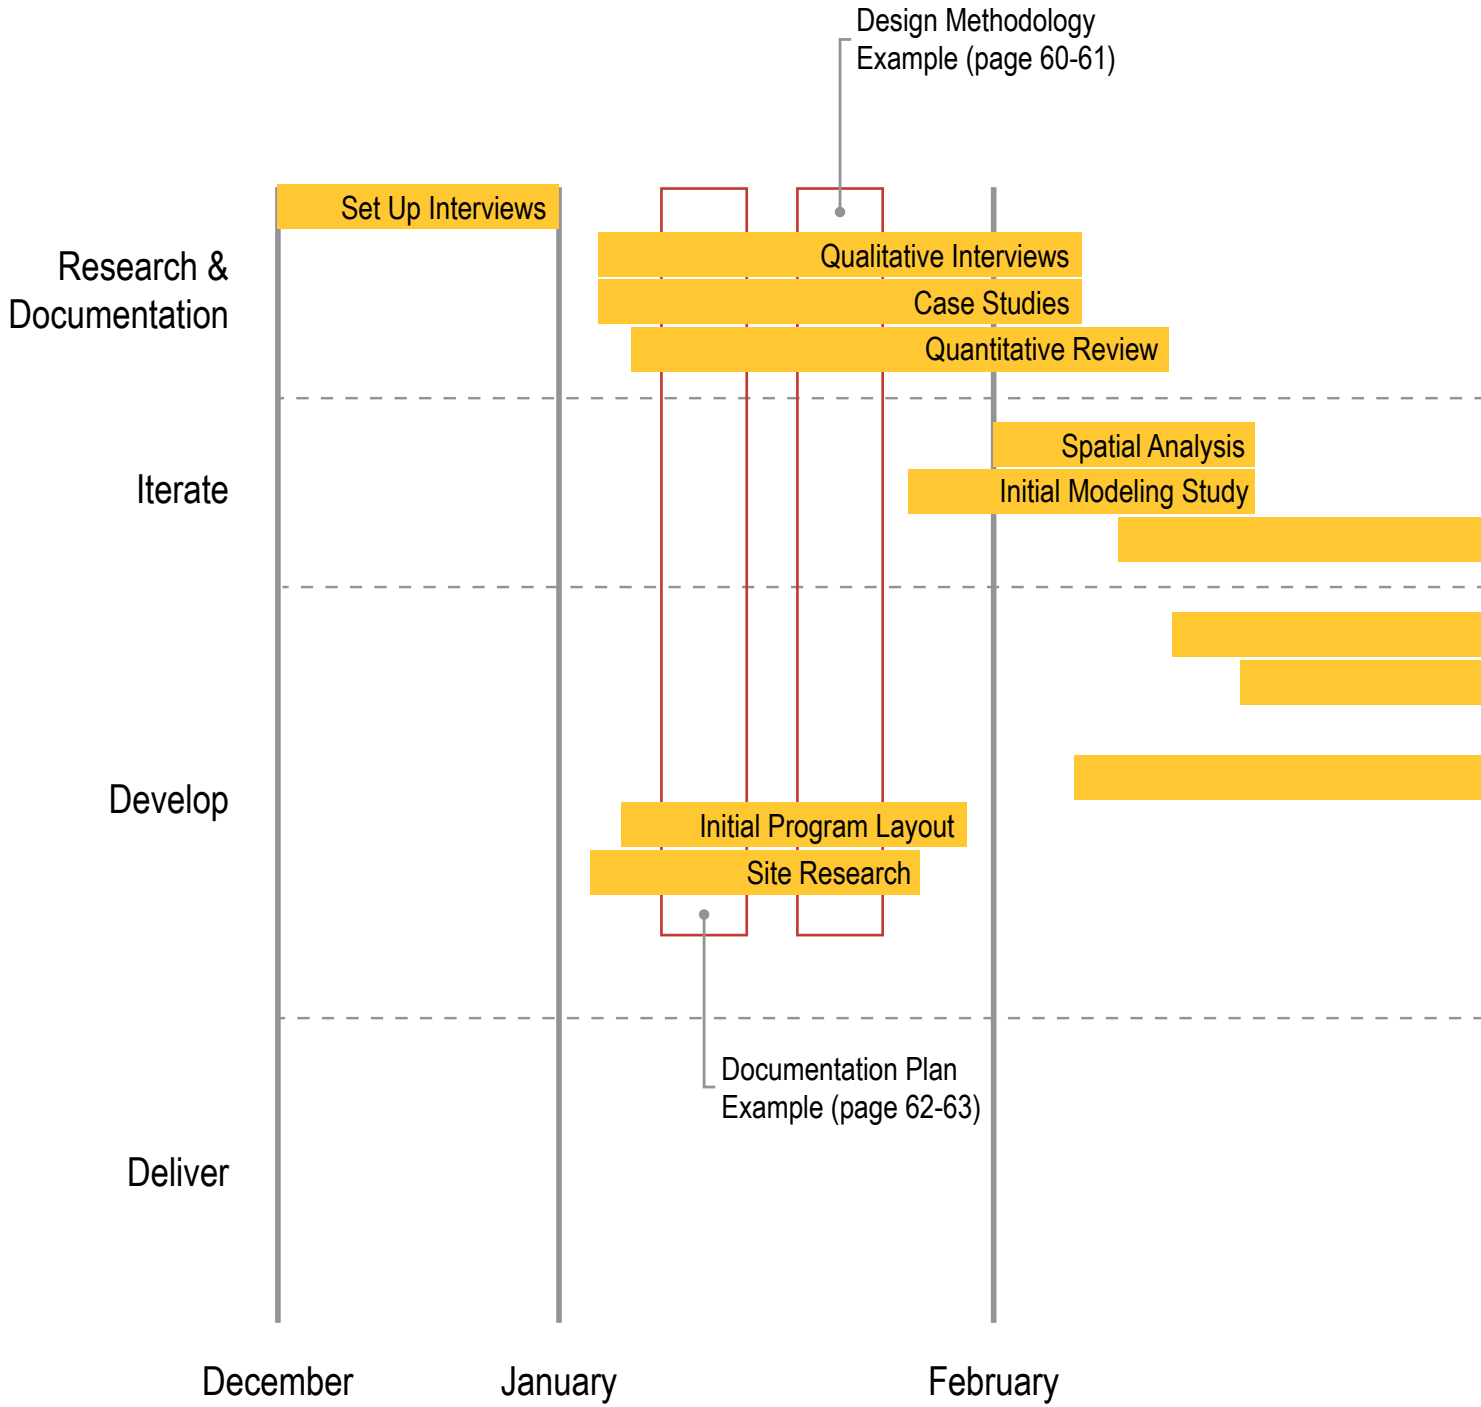 Design Methodology
Example (page 60-61)
Set Up Interviews
Research &
Documentation
Qualitative Interviews
Case Studies
Quantitative Review
Iterate
Spatial Analysis
Initial Modeling Study
Develop
Initial Program Layout
Site Research
Documentation Plan
Example (page 62-63)
Deliver
December
January
February